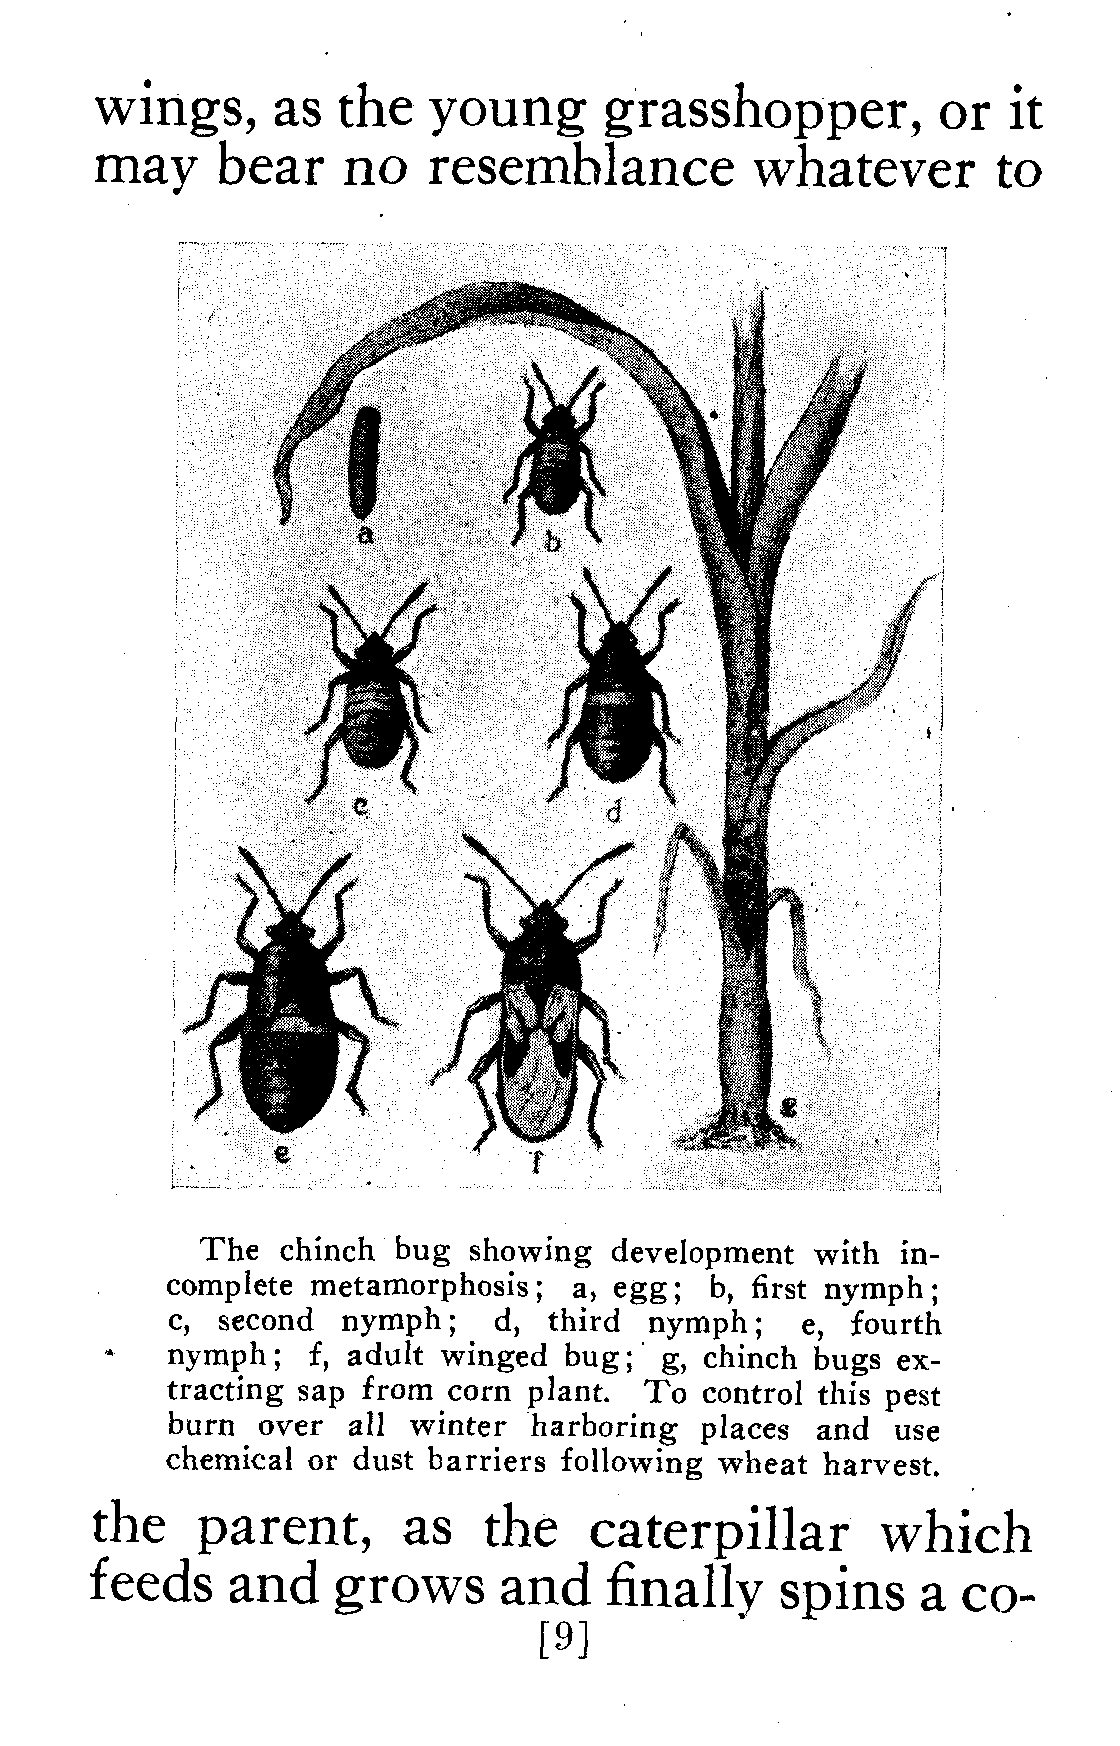 wings, as the young grasshopper, or it
may bear no resemblance whatever to
a
b
c
d
e
f
g
The chinch bug showing development with in-
complete metamorphosis; a, egg; b, first nymph;
c, second nymph; d, third nymph; e, fourth
nymph; f, adult winged bug; g, chinch bugs ex-
tracting sap from corn plant. To control this pest
burn over all winter harboring places and use
chemical or dust barriers following wheat harvest.
the parent, as the caterpillar which
feeds and grows and finally spins a co-
[9]